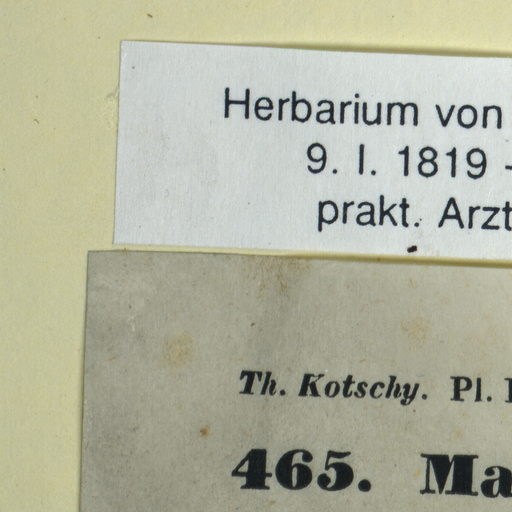 Herbarium von
9. I. 1819 -
prakt. Arzt
Th. Kotschy. Pl.
465. Ma